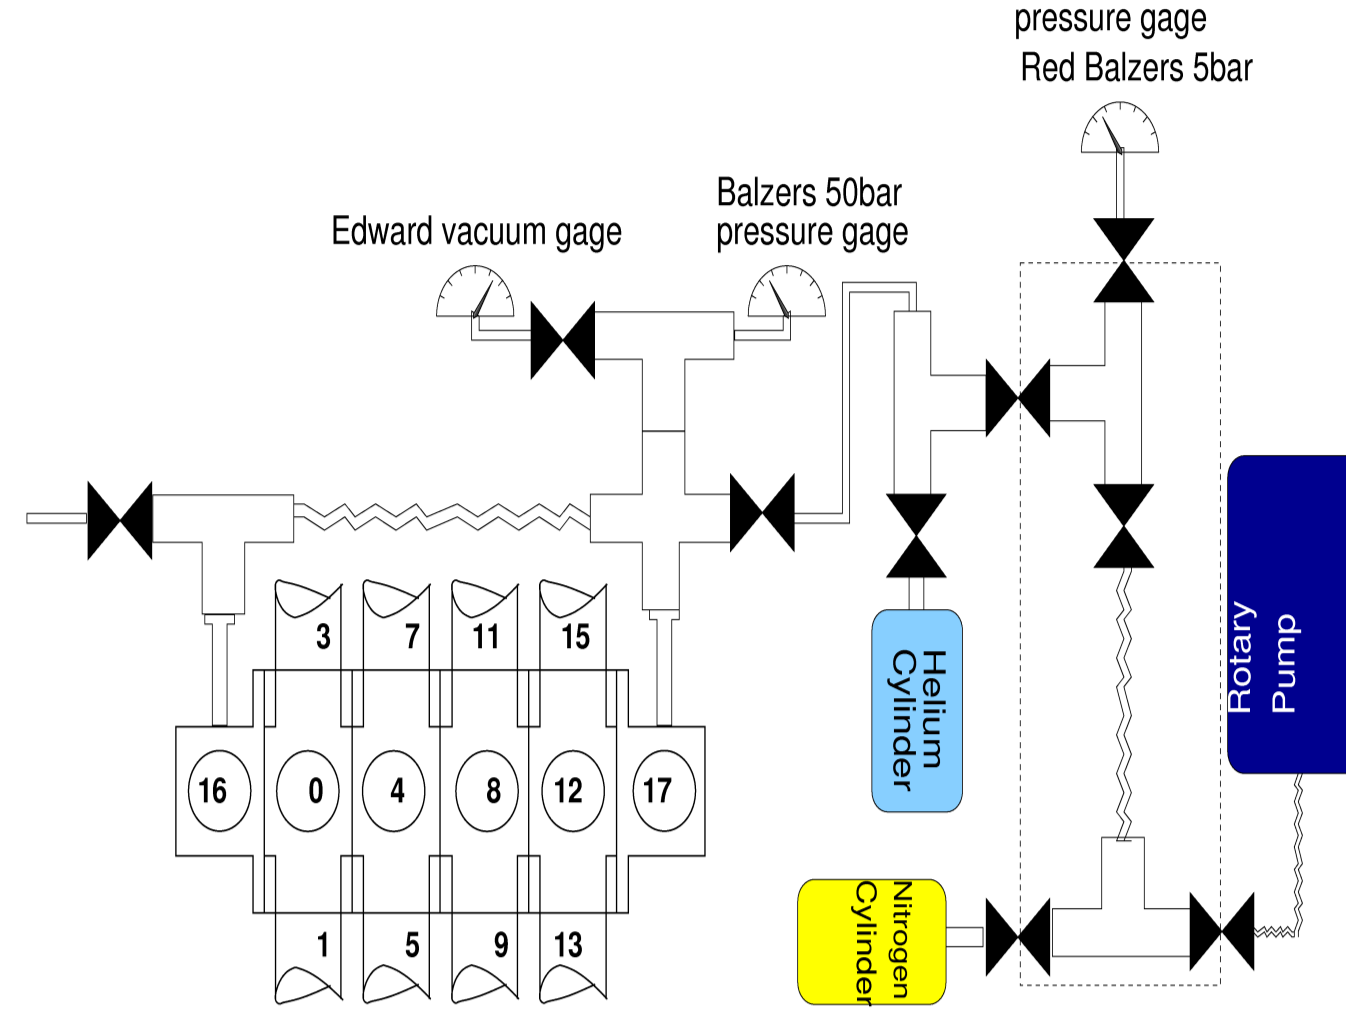 pressure gage
Red Balzers 5bar
Balzers 50bar
pressure gage
Edward vacuum gage
3
7
11
15
16
0
4
8
12
17
1
5
9
13
Helium
Cylinder
Nitrogen
Cylinder
Rotary
Pump